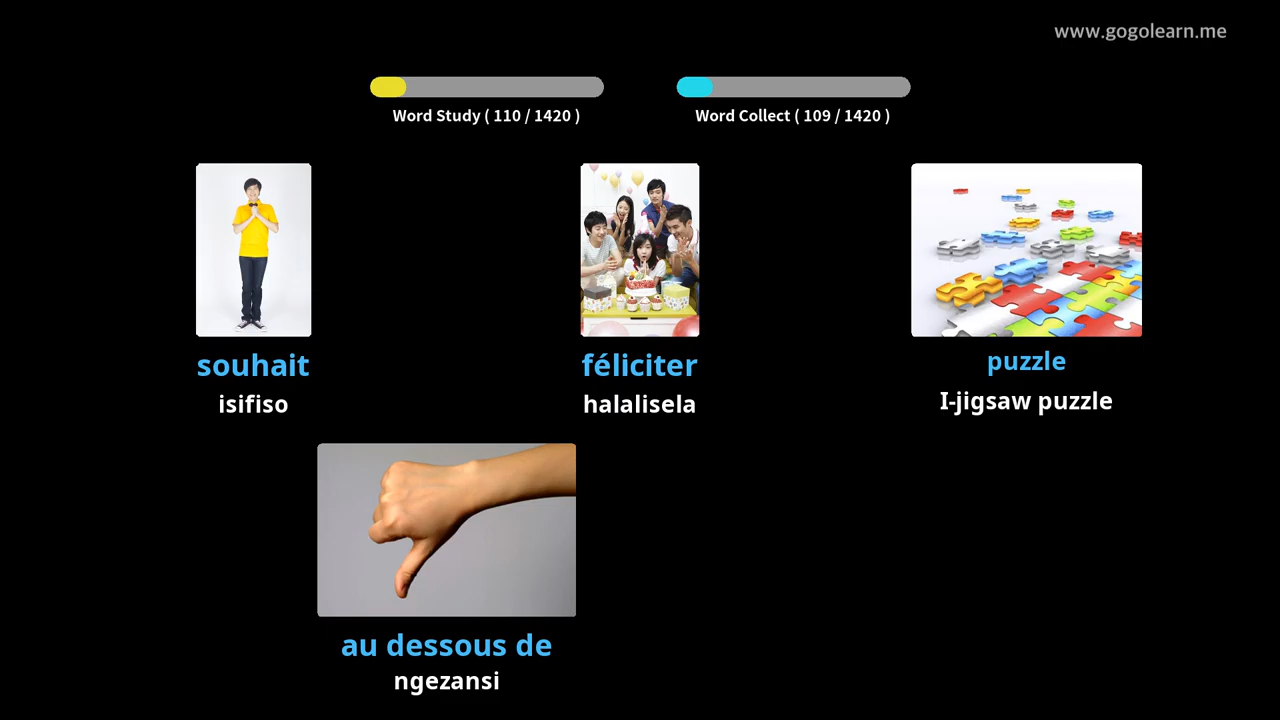 www.gogolearn.me
Word Study ( 110 / 1420 )
Word Collect ( 109 / 1420 )
souhait
isifiso
féliciter
halalisela
puzzle
I-jigsaw puzzle
au dessous de
ngezansi